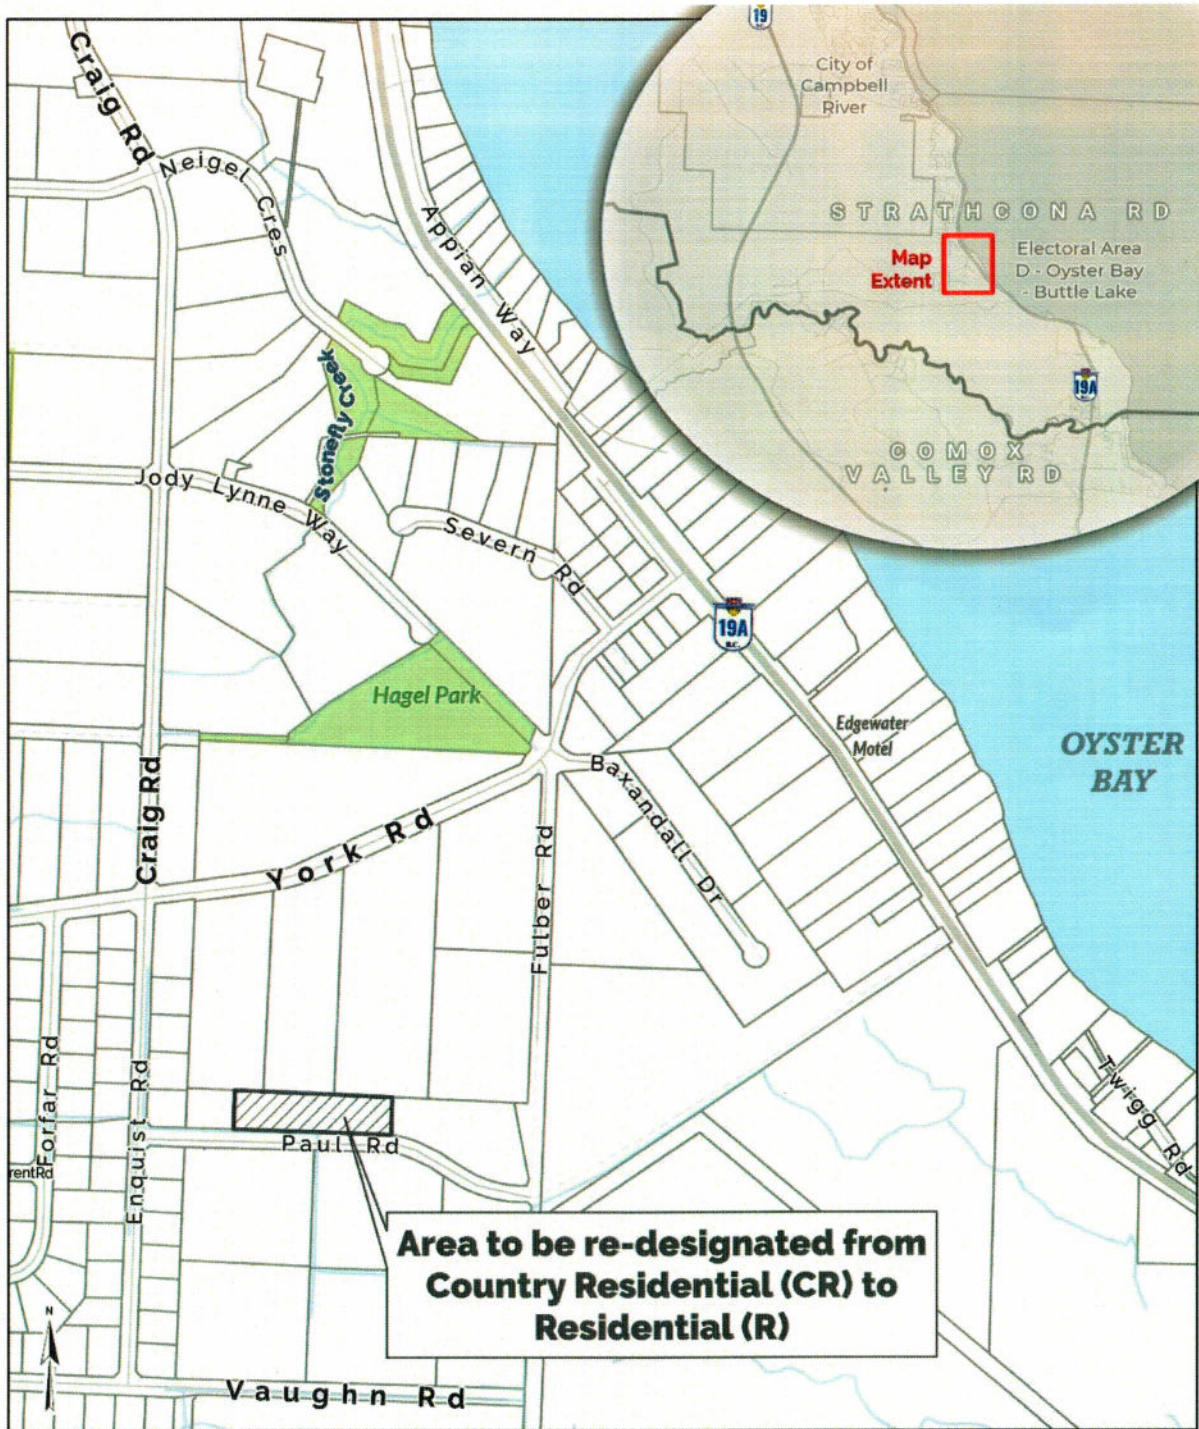 19
City of
Campbell
River
STRATHCONA RD
Map
Extent
Electoral Area
D - Oyster Bay
- Buttle Lake
19A
COMOX
VALLEY RD
Craig Rd
Neigel Cres
Appian Way
Stonefly Creek
Jody Lynne Way
Severn Rd
19A
B.C.
Hagel Park
Edgewater
Motel
OYSTER
BAY
Craig Rd
York Rd
Baxandall Dr
Fulber Rd
Forfar Rd
Enquist Rd
Paul Rd
Twigg Rd
rentRd
Area to be re-designated from
Country Residential (CR) to
Residential (R)
N
Vaughn Rd